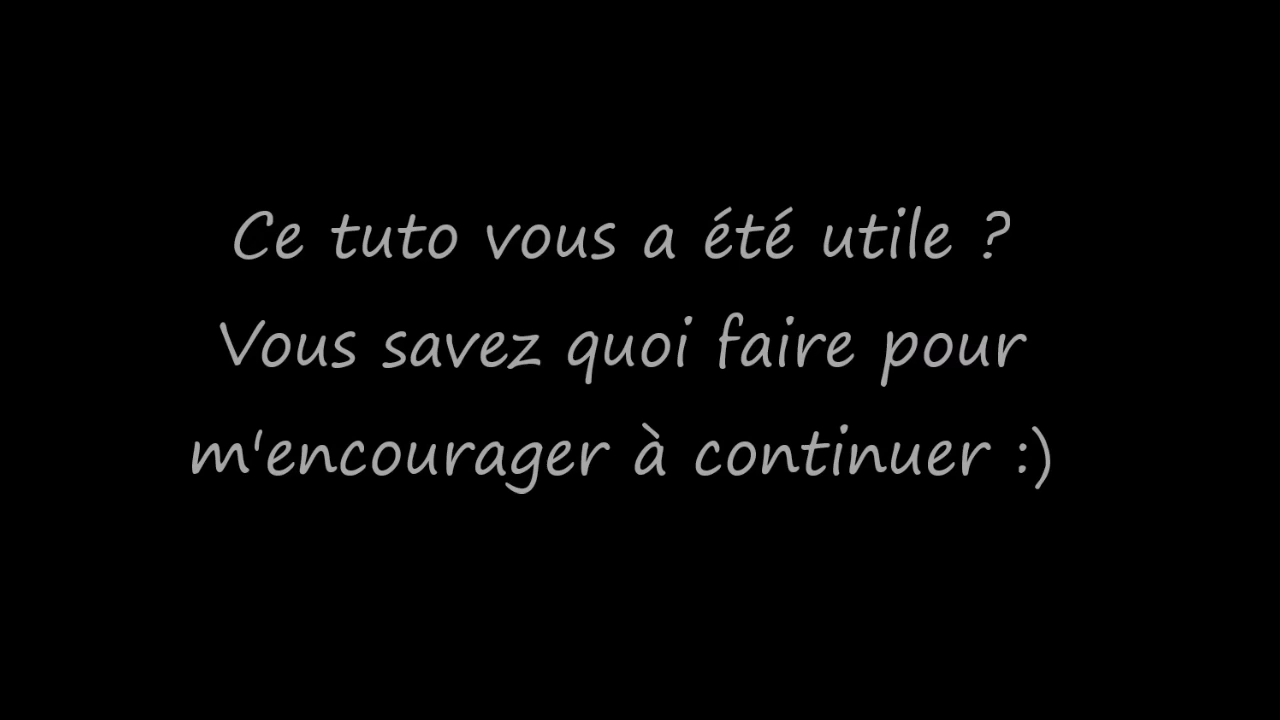 Ce tuto vous a été utile ?
Vous savez quoi faire pour
m'encourager à continuer :)